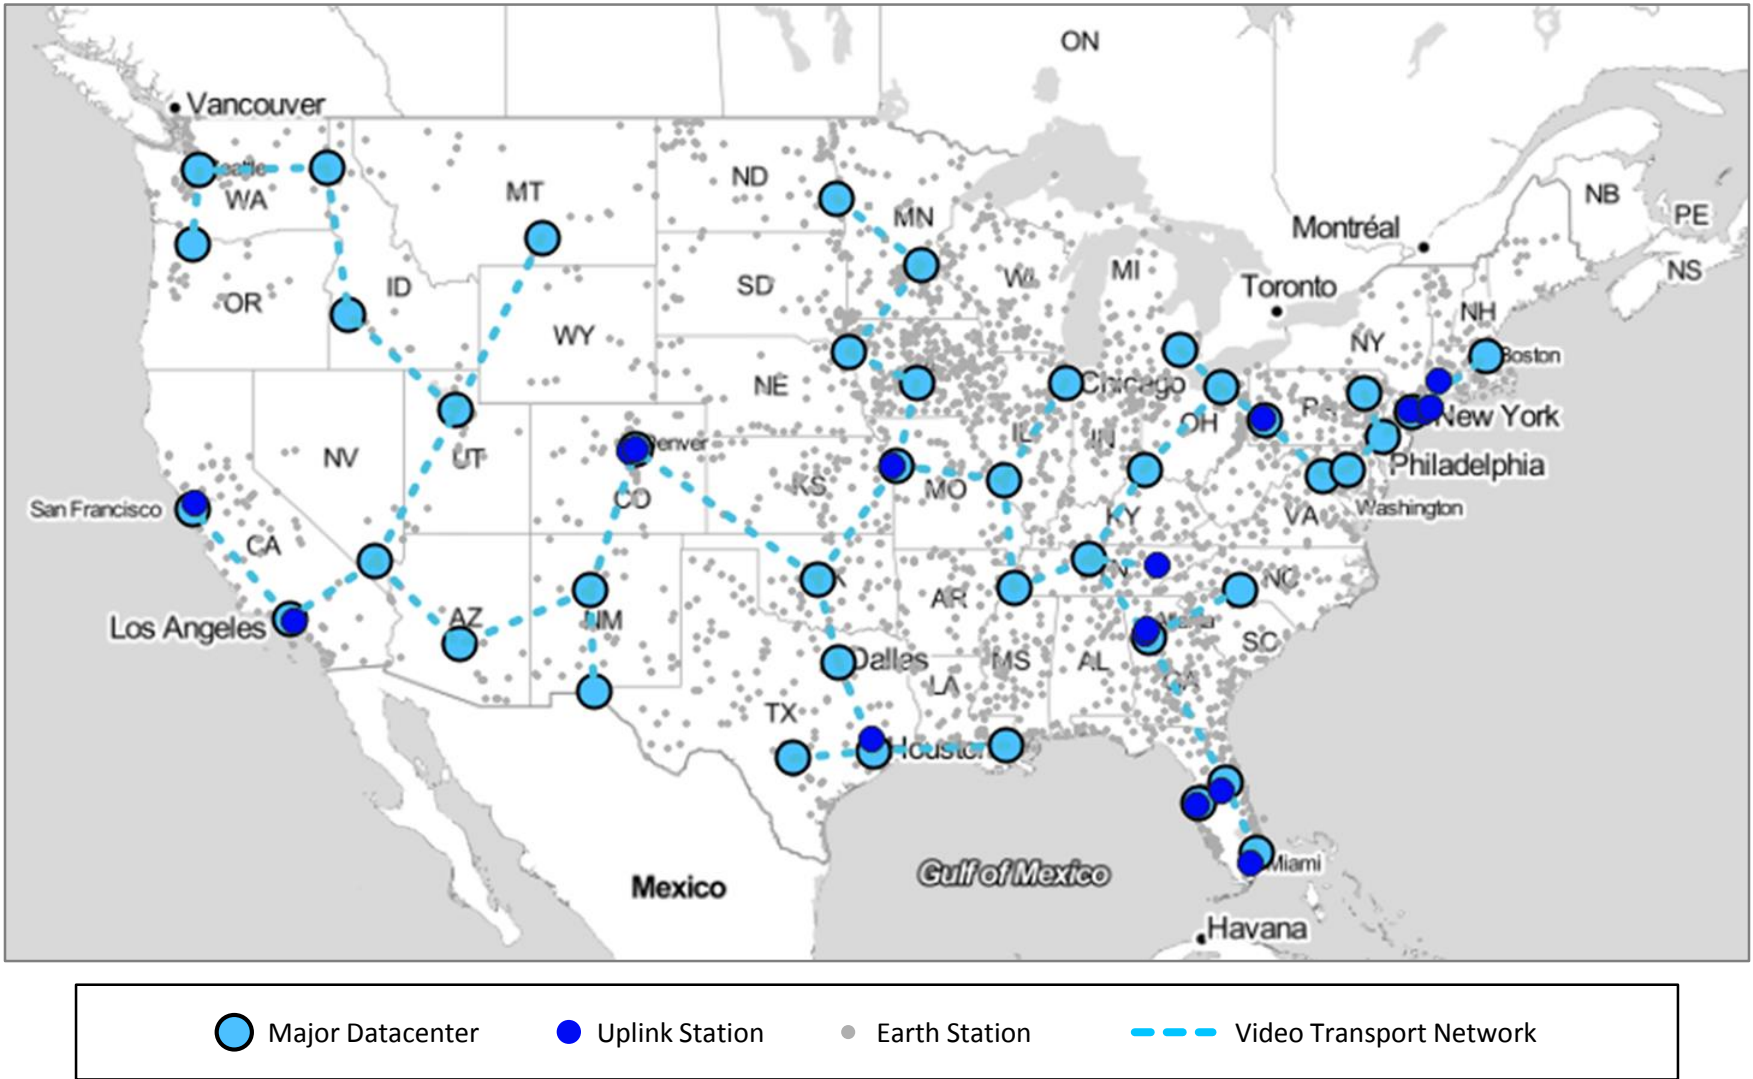 ON
Vancouver
WA
MT
ND
MN
NB
PE
Montréal
NS
OR
ID
SD
WI
MI
Toronto
NH
WY
NY
Boston
NE
Chicago
OH
New York
NV
UT
Denver
IL
IN
Philadelphia
San Francisco
CO
KS
MO
KY
VA
Washington
CA
NC
Los Angeles
AZ
NM
AR
SC
Dallas
MS
AL
GA
LA
TX
Houston
Miami
Mexico
Gulf of Mexico
Havana
Major Datacenter
Uplink Station
Earth Station
Video Transport Network